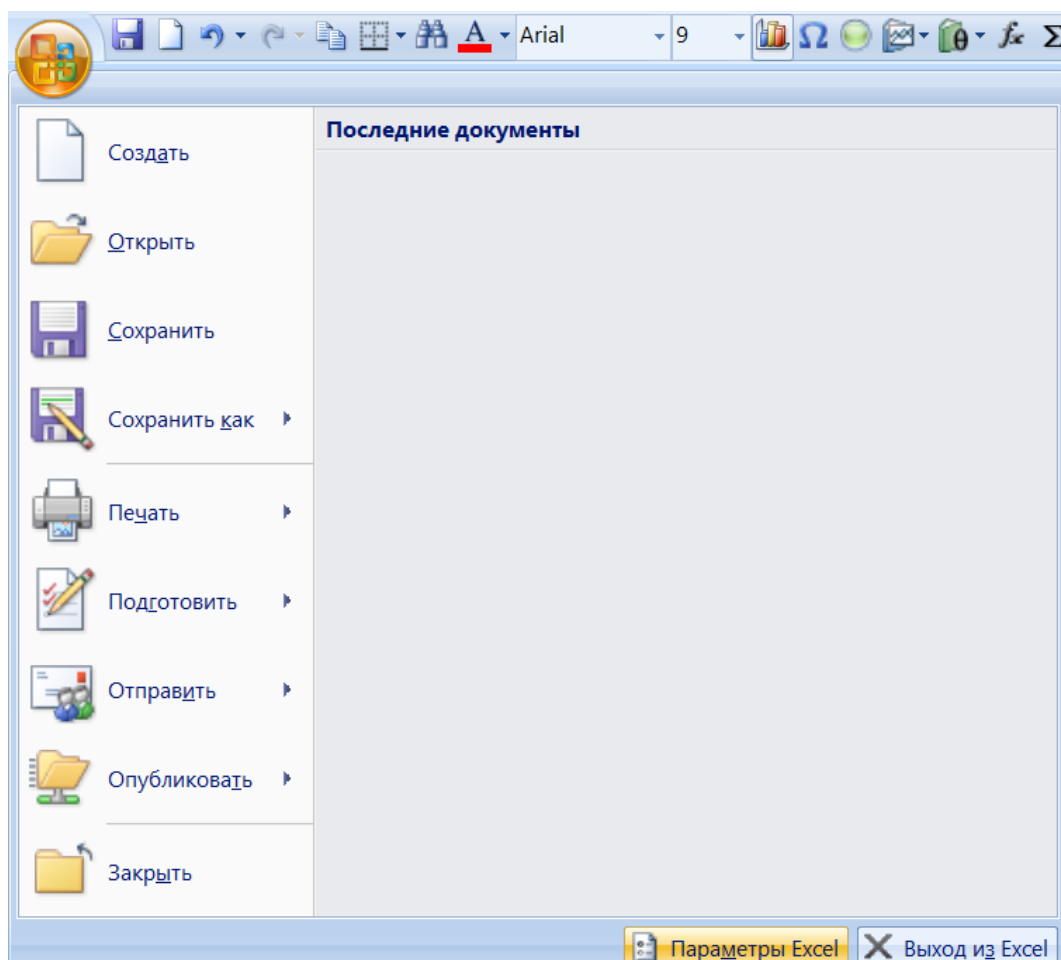 Arial 9 Ω θ fx Σ
Последние документы
Создать
Открыть
Сохранить
Сохранить как
Печать
Подготовить
Отправить
Опубликовать
Закрыть
Параметры Excel Выход из Excel